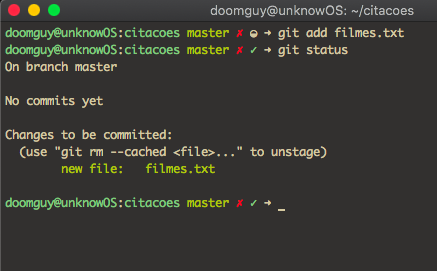 doomguy@unknowOS: ~/citacoes
doomguy@unknowOS:citacoes master ✗ ◒ ➜ git add filmes.txt
doomguy@unknowOS:citacoes master ✗ ✓ ➜ git status
On branch master
No commits yet
Changes to be committed:
(use "git rm --cached <file>..." to unstage)
new file: filmes.txt
doomguy@unknowOS:citacoes master ✗ ✓ ➜ _